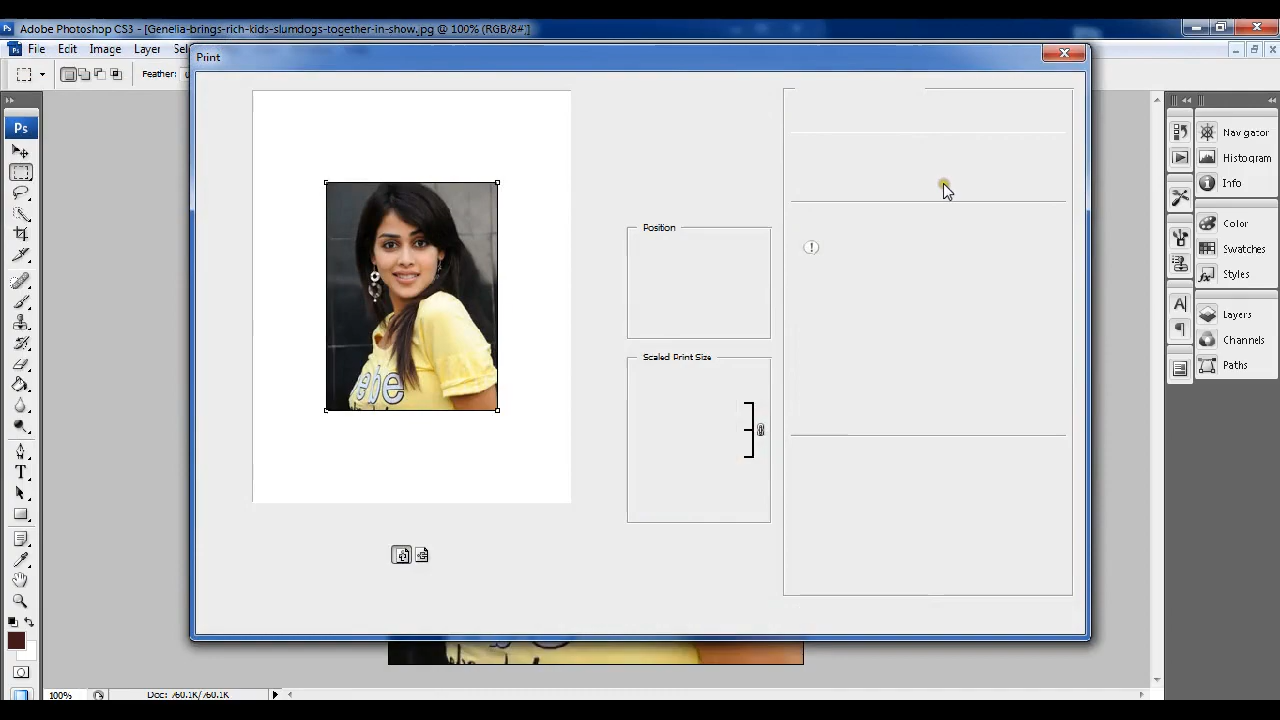 Adobe Photoshop CS3 - [Genelia-brings-rich-kids-slumdogs-together-in-show.jpg @ 100% (RGB/8#)]
Ps File Edit Image Layer
Feather:
Print
Ps
Position
Scaled Print Size
Navigator
Histogram
Info
Color
Swatches
Styles
Layers
Channels
Paths
T
100% Doc: 760.1K/760.1K